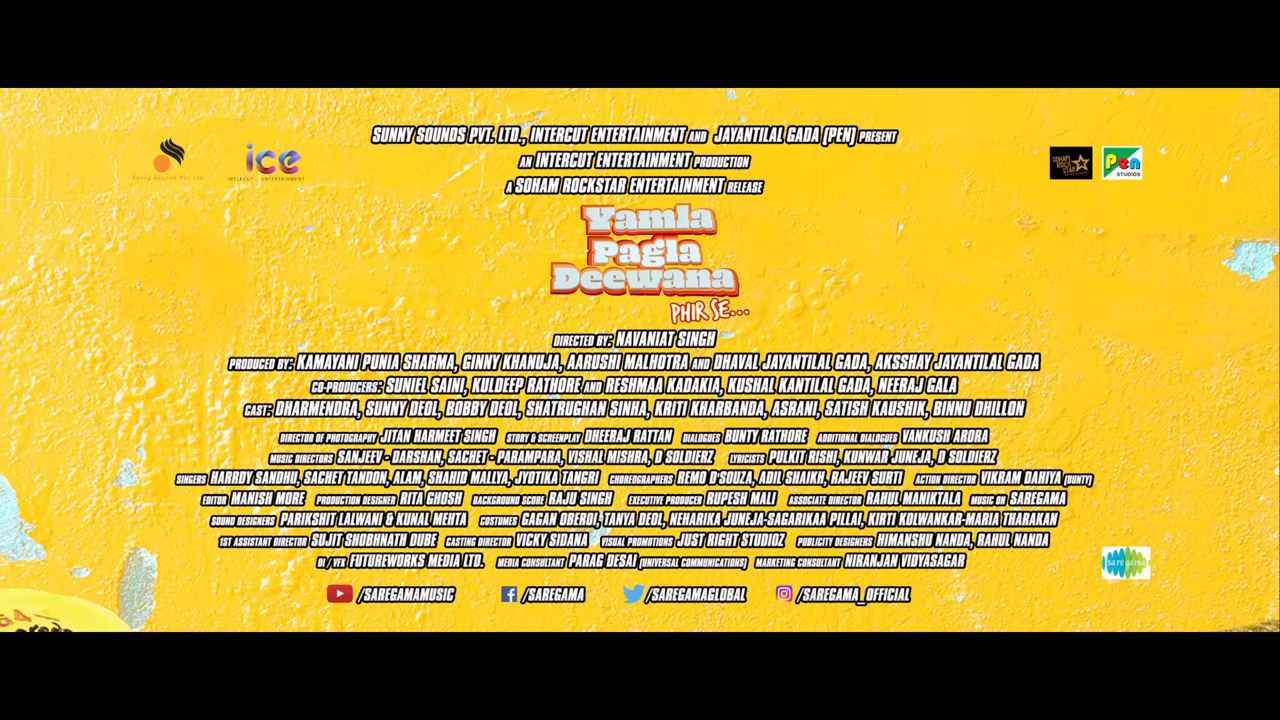 SUNNY SOUNDS PVT. LTD., INTERCUT ENTERTAINMENT AND JAYANTILAL GADA (PEN) PRESENT
AN INTERCUT ENTERTAINMENT PRODUCTION
A SOHAM ROCKSTAR ENTERTAINMENT RELEASE
Sunny Sounds Pvt. Ltd
ice
INTERCUT ENTERTAINMENT
SOHAM ROCK STAR
Pen
STUDIOS
Yamla
Pagla
Deewana
PHIR SE...
DIRECTED BY: NAVANIAT SINGH
PRODUCED BY: KAMAYANI PUNIA SHARMA, GINNY KHANUJA, AARUSHI MALHOTRA AND DHAVAL JAYANTILAL GADA, AKSSHAY JAYANTILAL GADA
CO-PRODUCERS: SUNIEL SAINI, KULDEEP RATHORE AND RESHMAA KADAKIA, KUSHAL KANTILAL GADA, NEERAJ GALA
CAST: DHARMENDRA, SUNNY DEOL, BOBBY DEOL, SHATRUGHAN SINHA, KRITI KHARBANDA, ASRANI, SATISH KAUSHIK, BINNU DHILLON
DIRECTOR OF PHOTOGRAPHY JITAN HARMEET SINGH STORY & SCREENPLAY DHEERAJ RATTAN DIALOGUES BUNTY RATHORE ADDITIONAL DIALOGUES VANKUSH ARORA
MUSIC DIRECTORS SANJEEV - DARSHAN, SACHET - PARAMPARA, VISHAL MISHRA, D SOLDIERZ LYRICISTS PULKIT RISHI, KUNWAR JUNEJA, D SOLDIERZ
SINGERS HARRDY SANDHU, SACHET TANDON, ALAM, SHAHID MALLYA, JYOTIKA TANGRI CHOREOGRAPHERS REMO D'SOUZA, ADIL SHAIKH, RAJEEV SURTI ACTION DIRECTOR VIKRAM DAHIYA (BUNTY)
EDITOR MANISH MORE PRODUCTION DESIGNER RITA GHOSH BACKGROUND SCORE RAJU SINGH EXECUTIVE PRODUCER RUPESH MALI ASSOCIATE DIRECTOR RAHUL MANIKTALA MUSIC ON SAREGAMA
SOUND DESIGNERS PARIKSHIT LALWANI & KUNAL MEHTA COSTUMES GAGAN OBEROI, TANYA DEOL, NEHARIKA JUNEJA-SAGARIKAA PILLAI, KIRTI KOLWANKAR-MARIA THARAKAN
1ST ASSISTANT DIRECTOR SUJIT SHOBHNATH DUBE CASTING DIRECTOR VICKY SIDANA VISUAL PROMOTIONS JUST RIGHT STUDIOZ PUBLICITY DESIGNERS HIMANSHU NANDA, RAHUL NANDA
DI / VFX FUTUREWORKS MEDIA LTD. MEDIA CONSULTANT PARAG DESAI (UNIVERSAL COMMUNICATIONS) MARKETING CONSULTANT NIRANJAN VIDYASAGAR
sa re ga ma
/SAREGAMAMUSIC /SAREGAMA /SAREGAMAGLOBAL /SAREGAMA_OFFICIAL